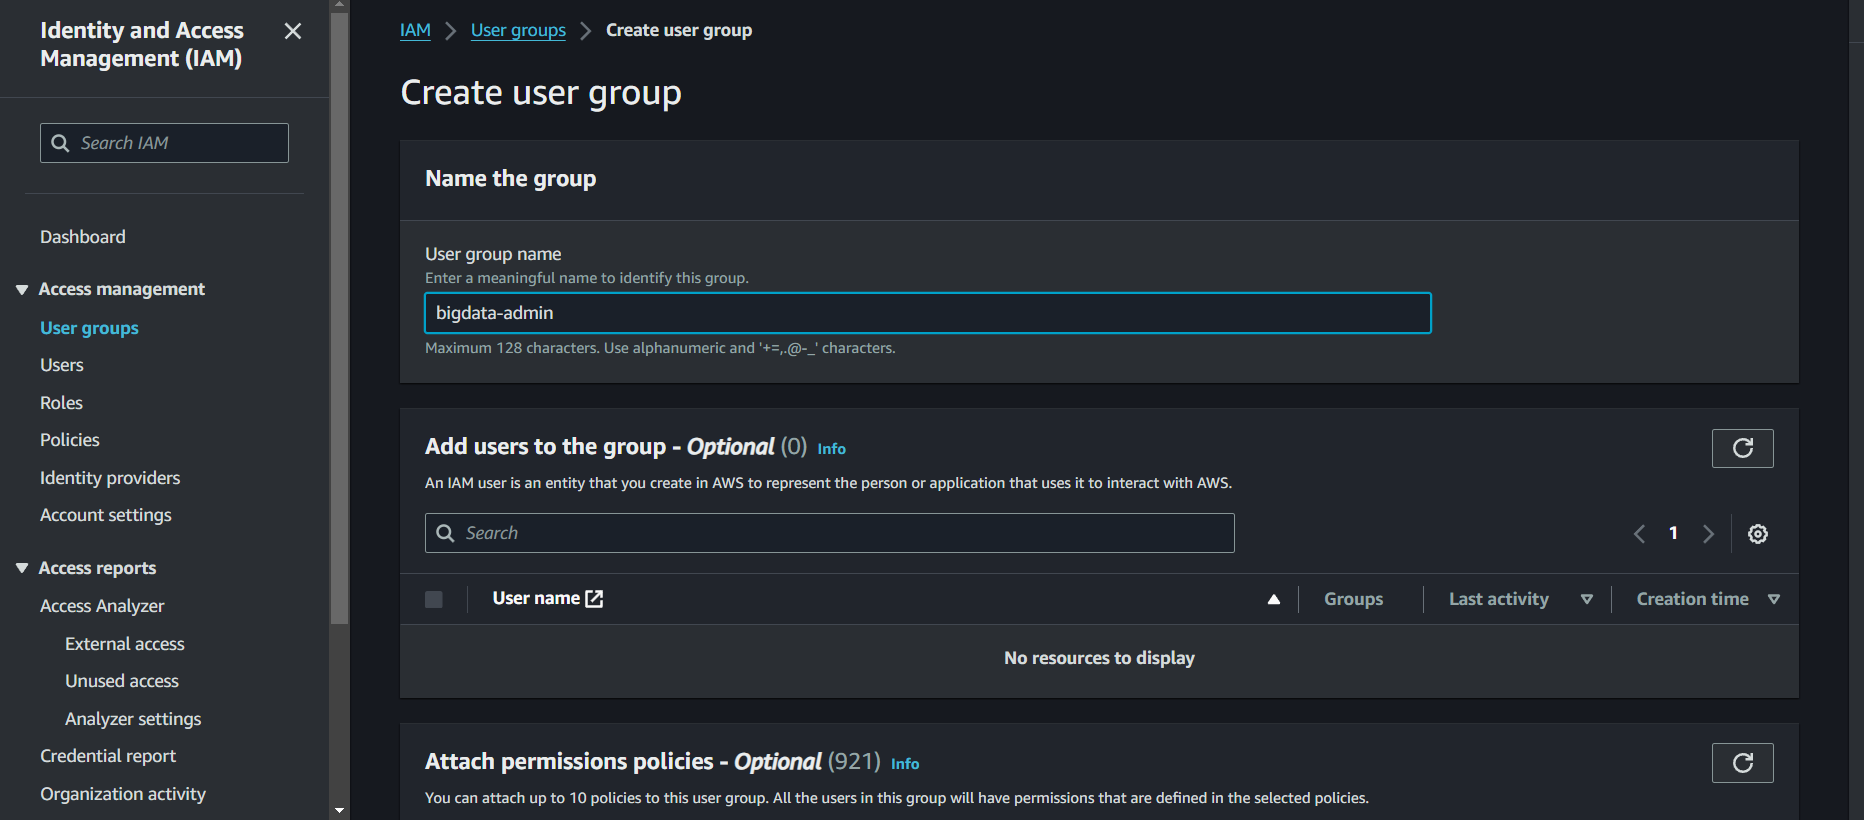 Identity and Access
Management (IAM)
Search IAM
Dashboard
Access management
User groups
Users
Roles
Policies
Identity providers
Account settings
Access reports
Access Analyzer
External access
Unused access
Analyzer settings
Credential report
Organization activity
IAM > User groups > Create user group
Create user group
Name the group
User group name
Enter a meaningful name to identify this group.
bigdata-admin
Maximum 128 characters. Use alphanumeric and '+=,.@-_' characters.
Add users to the group - Optional (0) Info
An IAM user is an entity that you create in AWS to represent the person or application that uses it to interact with AWS.
Search
1
User name Groups Last activity Creation time
No resources to display
Attach permissions policies - Optional (921) Info
You can attach up to 10 policies to this user group. All the users in this group will have permissions that are defined in the selected policies.